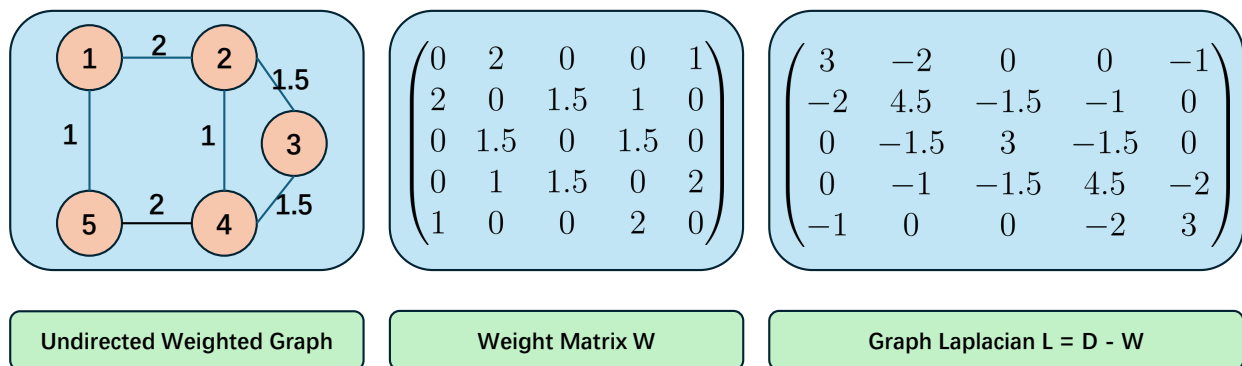 1 2 2
1.5
1 1 3
1.5
5 2 4
0 2 0 0 1
2 0 1.5 1 0
0 1.5 0 1.5 0
0 1 1.5 0 2
1 0 0 2 0
3 −2 0 0 −1
−2 4.5 −1.5 −1 0
0 −1.5 3 −1.5 0
0 −1 −1.5 4.5 −2
−1 0 0 −2 3
Undirected Weighted Graph
Weight Matrix W
Graph Laplacian L = D - W